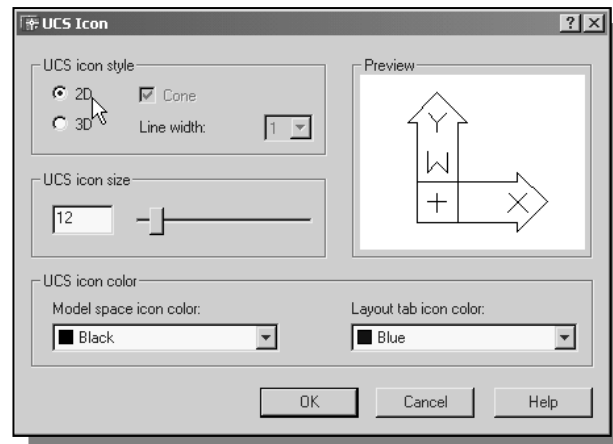 UCS Icon
UCS icon style
2D
Cone
3D
Line width:
1
Preview
Y
W
+
X
UCS icon size
12
UCS icon color
Model space icon color:
Black
Layout tab icon color:
Blue
OK
Cancel
Help